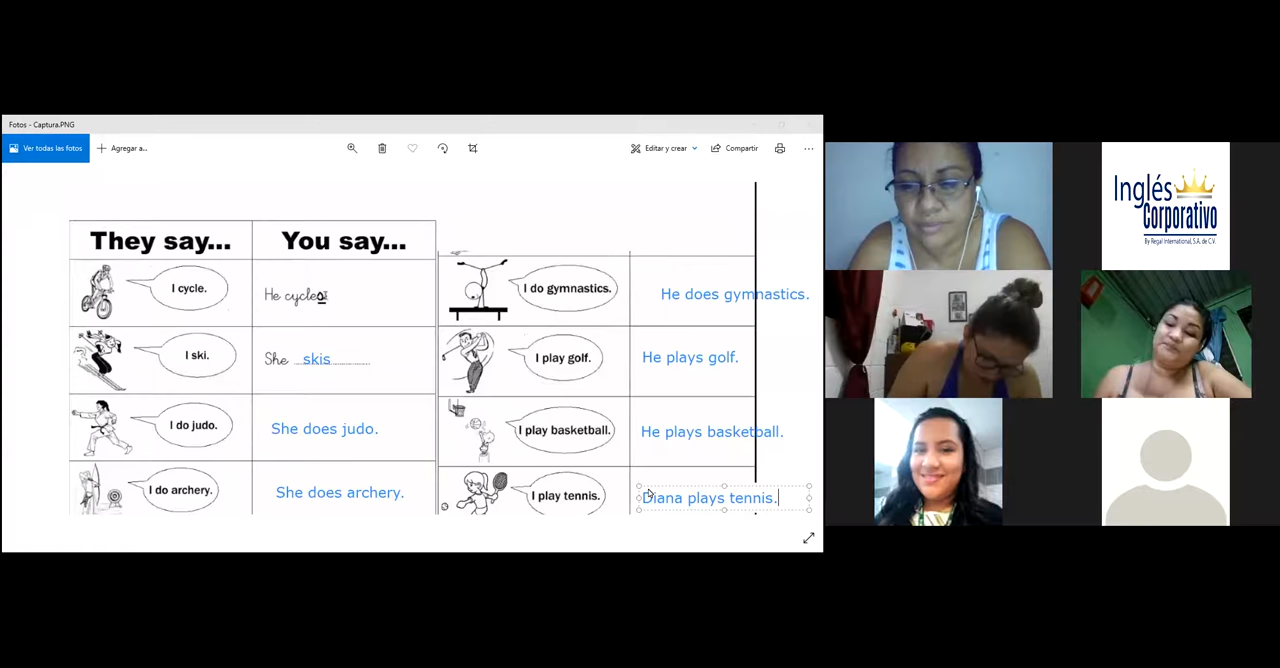 Fotos - Captura.PNG
Ver todas las fotos
Agregar a..
Editar y crear
Compartir
They say...
You say...
I cycle.
He cycles
I ski.
She skis
I do judo.
She does judo.
I do archery.
She does archery.
I do gymnastics.
He does gymnastics.
I play golf.
He plays golf.
I play basketball.
He plays basketball.
I play tennis.
Diana plays tennis.
Inglés
Corporativo
By Regal International, S.A. de C.V.